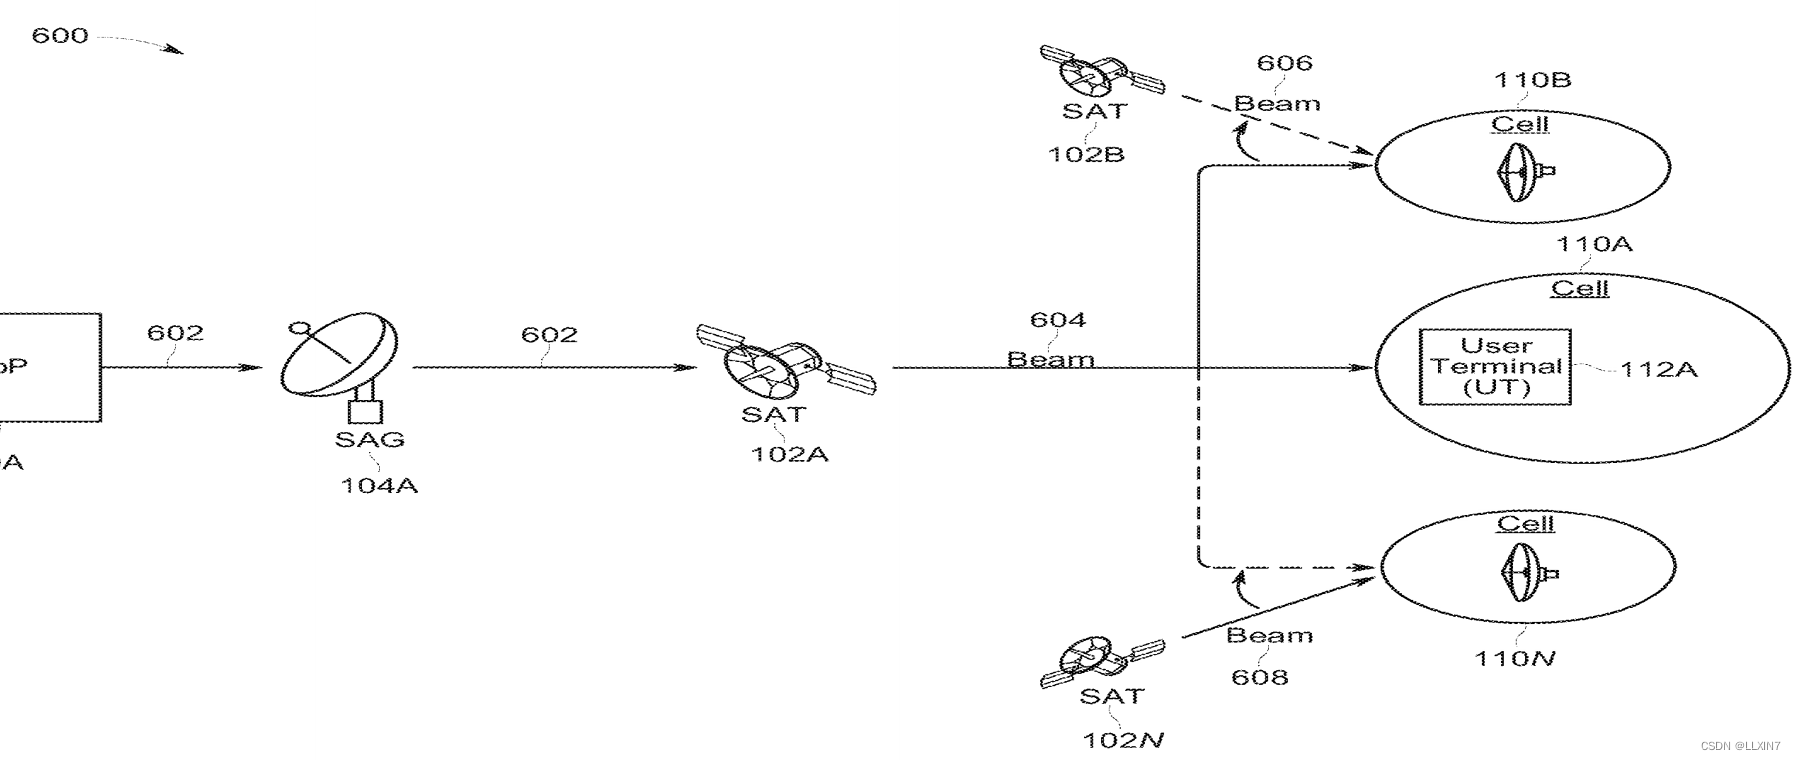 600
606
110B
Beam
Cell
SAT
102B
110A
Cell
602
602
604
Beam
User
Terminal
(UT)
112A
oP
SAG
104A
SAT
102A
A
Cell
Beam
608
110N
SAT
102N
CSDN @LLXIN7